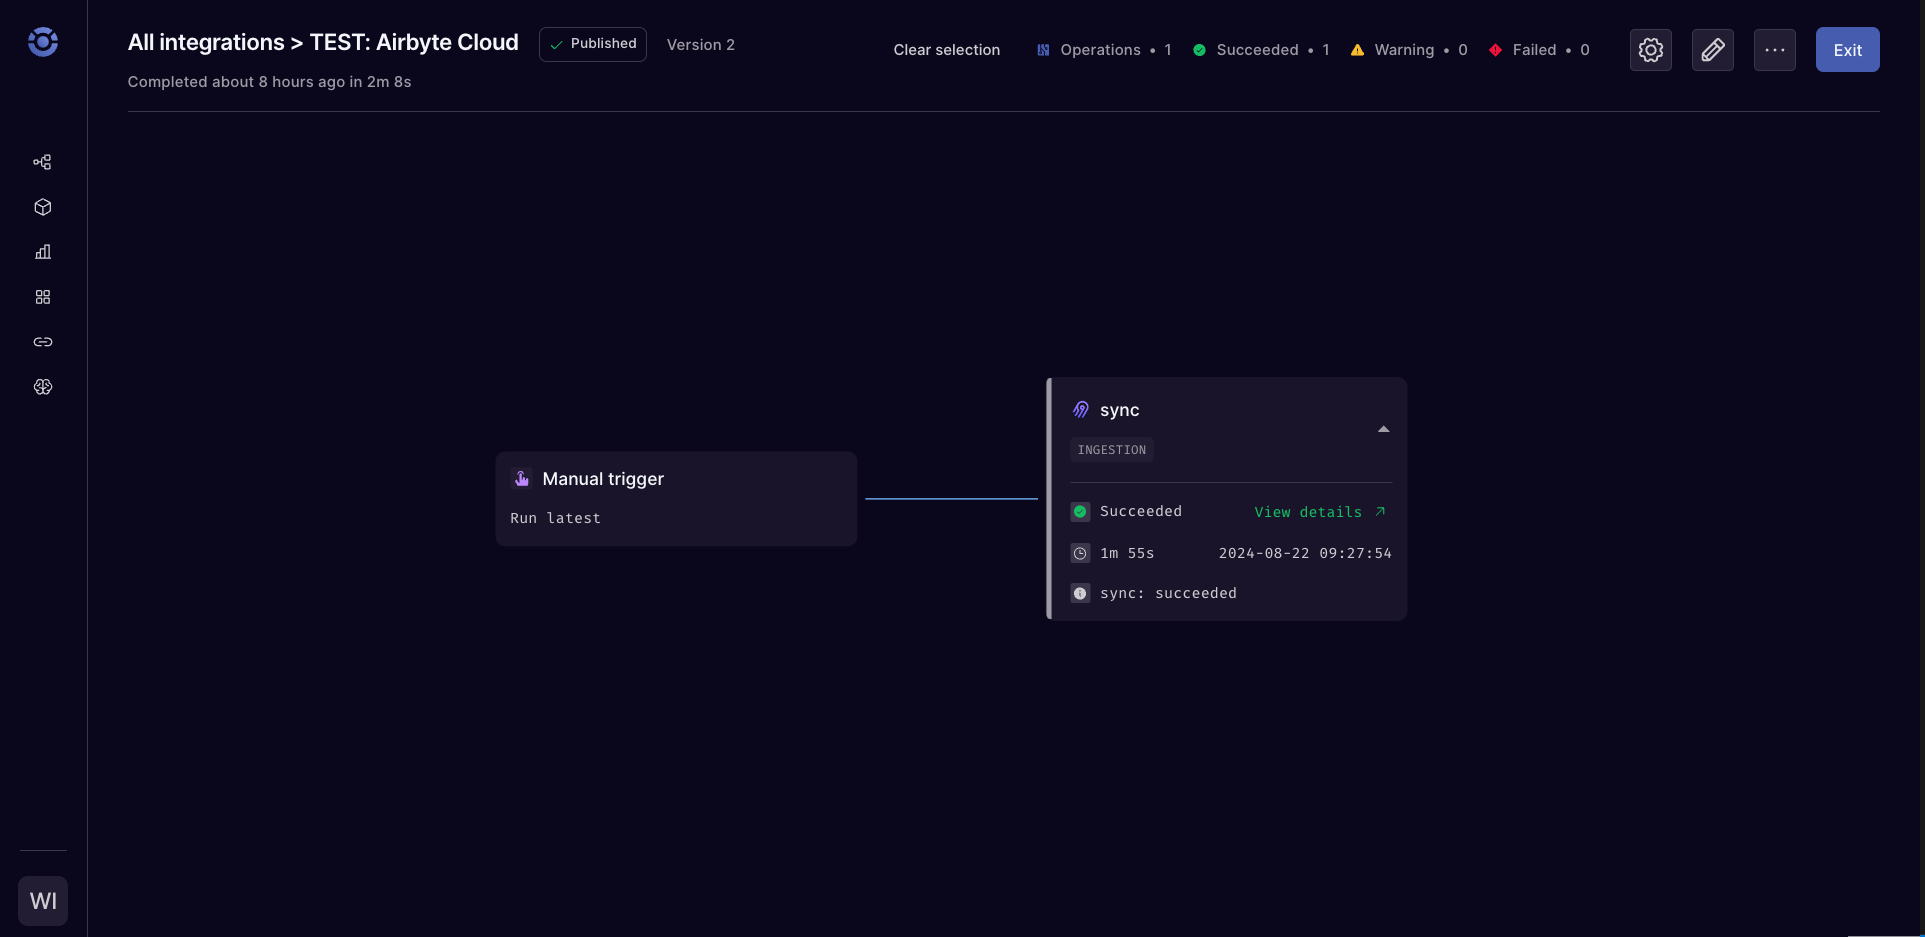 All integrations > TEST: Airbyte Cloud
Published
Version 2
Completed about 8 hours ago in 2m 8s
Clear selection
Operations • 1
Succeeded • 1
Warning • 0
Failed • 0
Exit
Manual trigger
Run latest
sync
INGESTION
Succeeded
View details
1m 55s
2024-08-22 09:27:54
sync: succeeded
WI